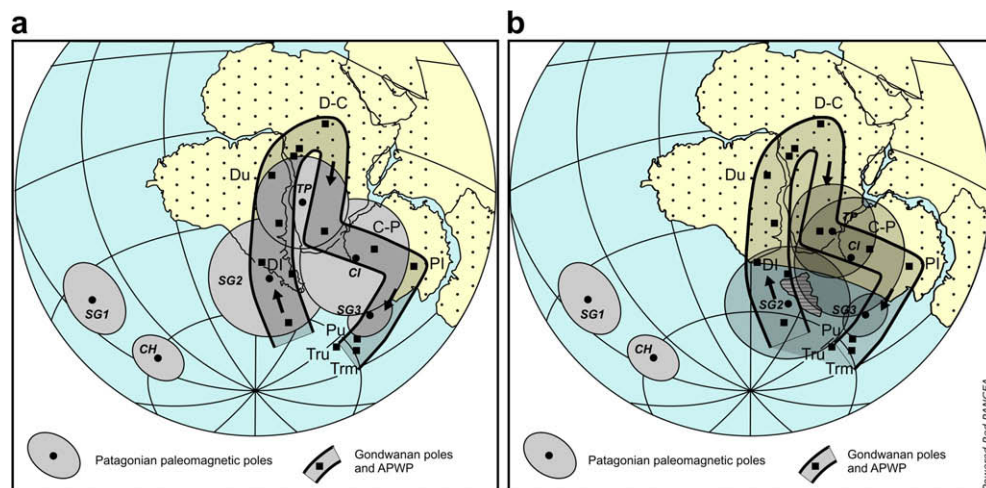 a
D-C
Du
TP
C-P
DI
CI
PI
SG2
SG1
SG3
CH
Pu
Tru
Trm
Patagonian paleomagnetic poles
Gondwanan poles
and APWP
b
D-C
Du
TP
C-P
CI
DI
PI
SG2
SG1
SG3
CH
Pu
Tru
Trm
Patagonian paleomagnetic poles
Gondwanan poles
and APWP